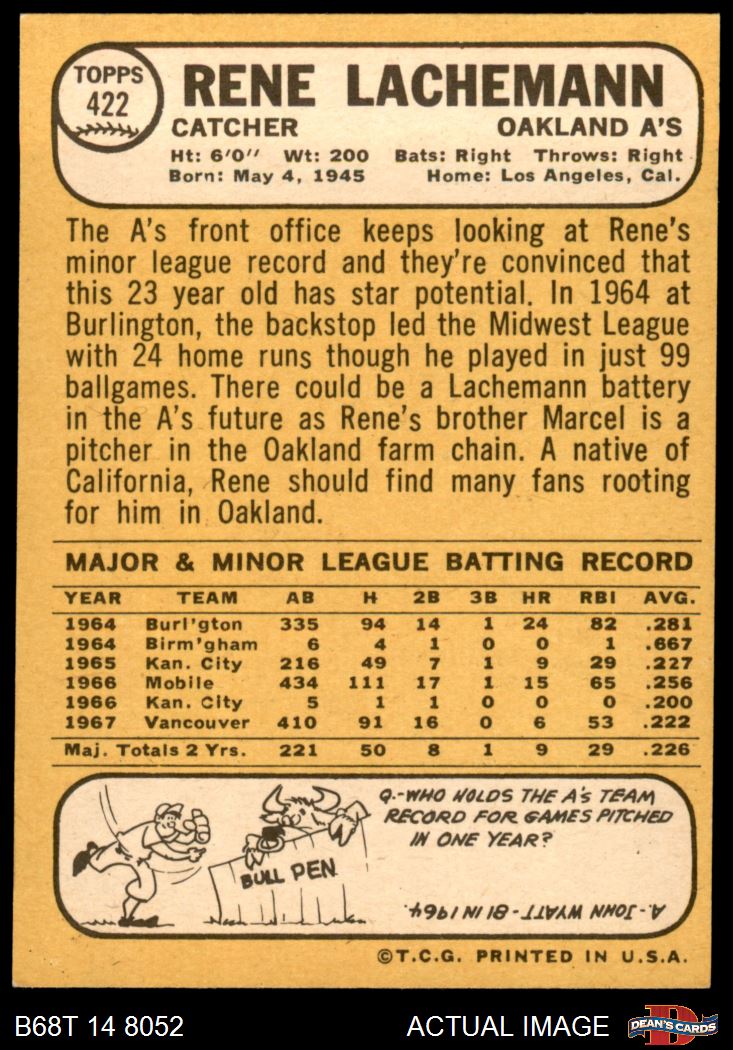 TOPPS
422
RENE LACHEMANN
CATCHER OAKLAND A'S
Ht: 6'0'' Wt: 200 Bats: Right Throws: Right
Born: May 4, 1945 Home: Los Angeles, Cal.
The A's front office keeps looking at Rene's
minor league record and they're convinced that
this 23 year old has star potential. In 1964 at
Burlington, the backstop led the Midwest League
with 24 home runs though he played in just 99
ballgames. There could be a Lachemann battery
in the A's future as Rene's brother Marcel is a
pitcher in the Oakland farm chain. A native of
California, Rene should find many fans rooting
for him in Oakland.
MAJOR & MINOR LEAGUE BATTING RECORD
YEAR TEAM AB H 2B 3B HR RBI AVG.
1964 Burl'gton 335 94 14 1 24 82 .281
1964 Birm'gham 6 4 1 0 0 1 .667
1965 Kan. City 216 49 7 1 9 29 .227
1966 Mobile 434 111 17 1 15 65 .256
1966 Kan. City 5 1 1 0 0 0 .200
1967 Vancouver 410 91 16 0 6 53 .222
Maj. Totals 2 Yrs. 221 50 8 1 9 29 .226
BULL PEN
Q.-WHO HOLDS THE A's TEAM
RECORD FOR GAMES PITCHED
IN ONE YEAR?
A. JOHN WYATT - 81 IN 1964.
©T.C.G. PRINTED IN U.S.A.
B68T 14 8052 ACTUAL IMAGE
D
DEAN'S CARDS